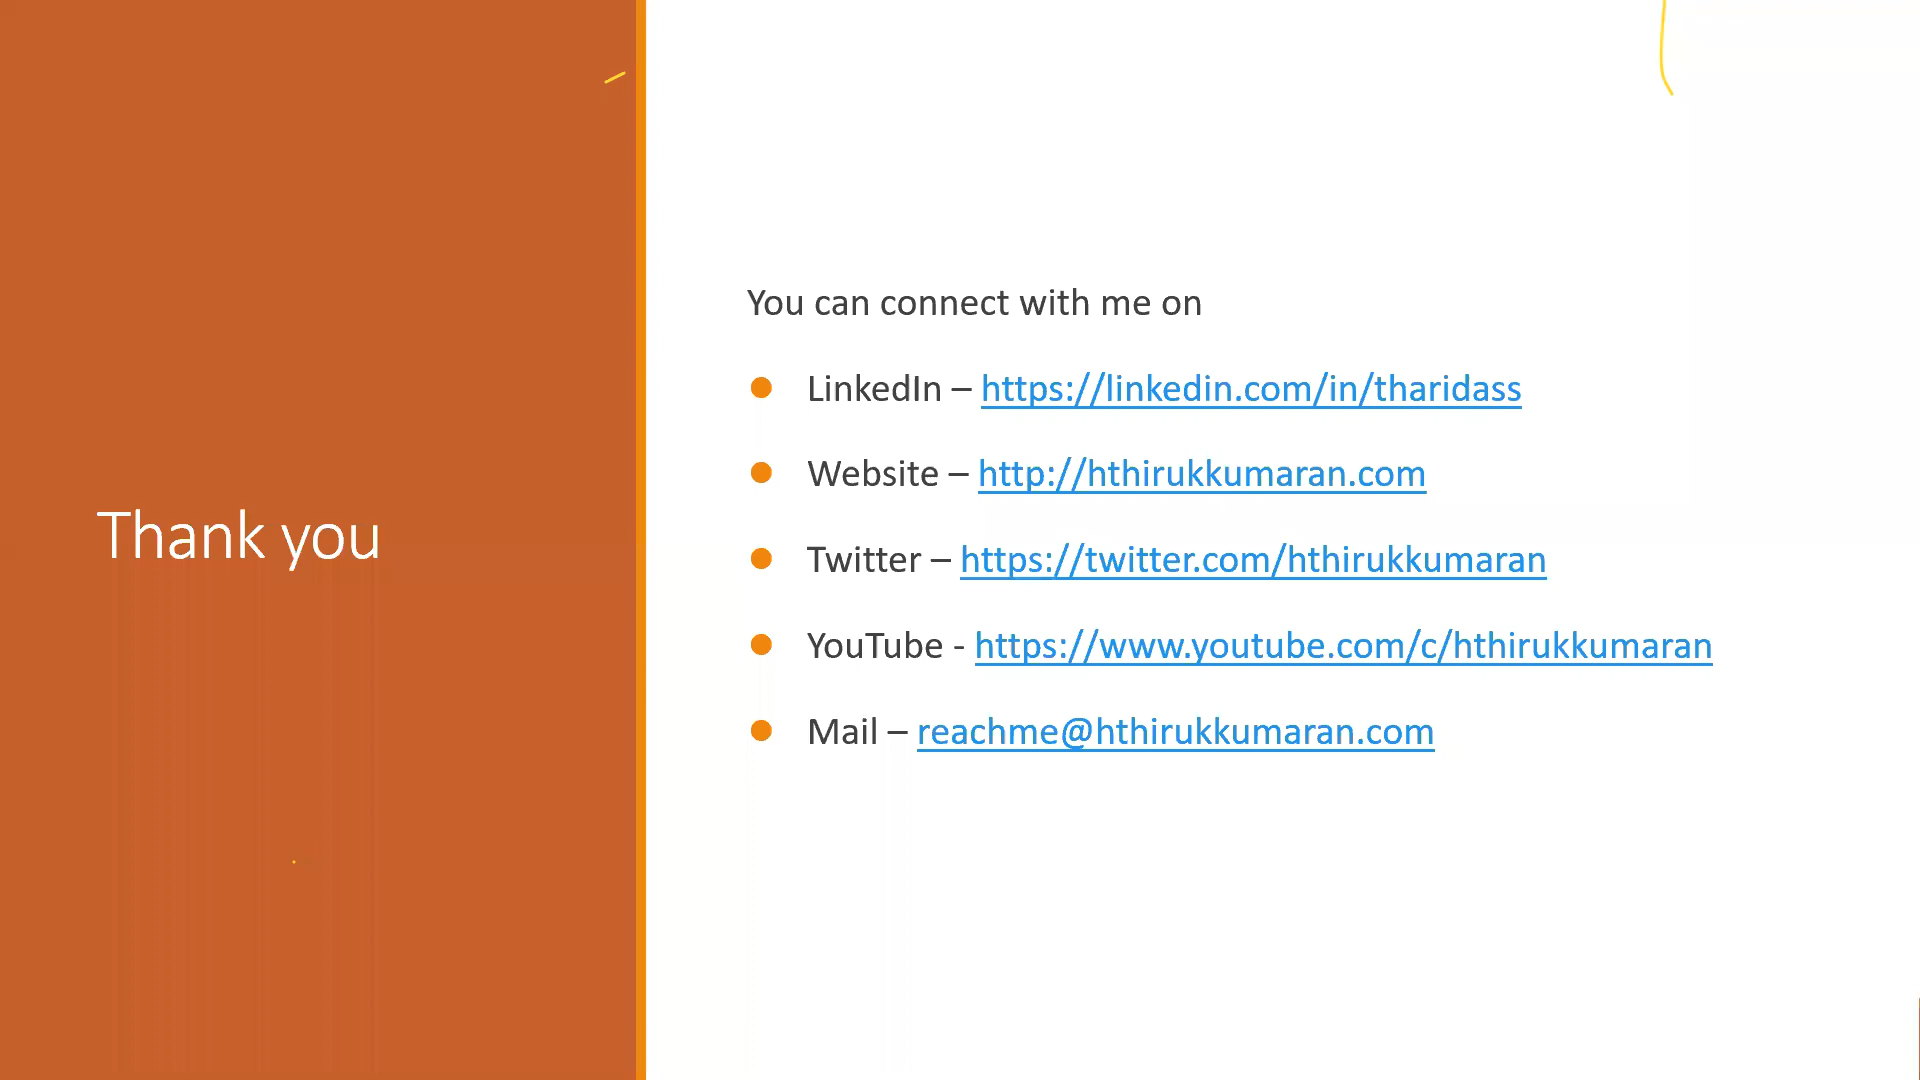 Thank you
You can connect with me on
LinkedIn – https://linkedin.com/in/tharidass
Website – http://hthirukkumaran.com
Twitter – https://twitter.com/hthirukkumaran
YouTube - https://www.youtube.com/c/hthirukkumaran
Mail – reachme@hthirukkumaran.com